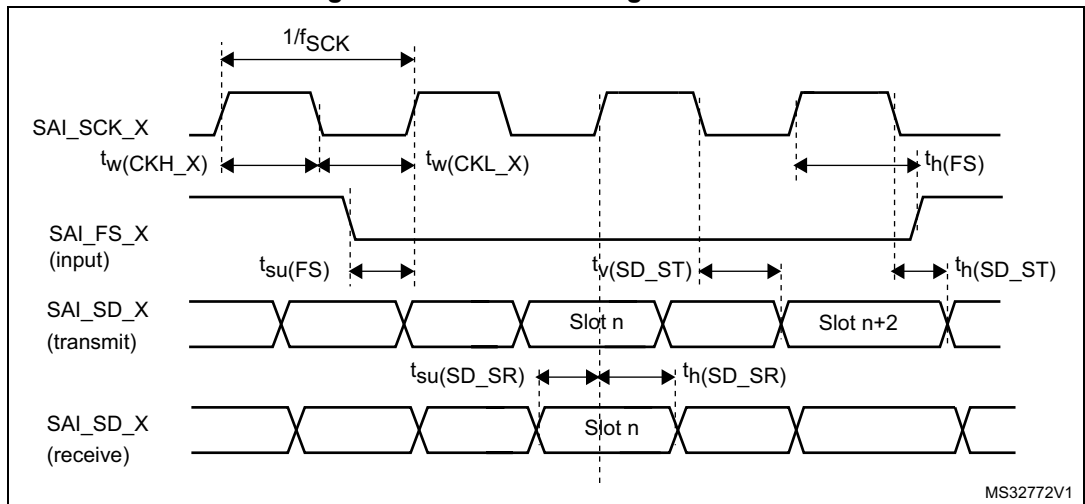 1/fSCK
SAI_SCK_X
tw(CKH_X)
tw(CKL_X)
th(FS)
SAI_FS_X
(input)
tsu(FS)
tv(SD_ST)
th(SD_ST)
SAI_SD_X
(transmit)
Slot n
Slot n+2
tsu(SD_SR)
th(SD_SR)
SAI_SD_X
(receive)
Slot n
MS32772V1